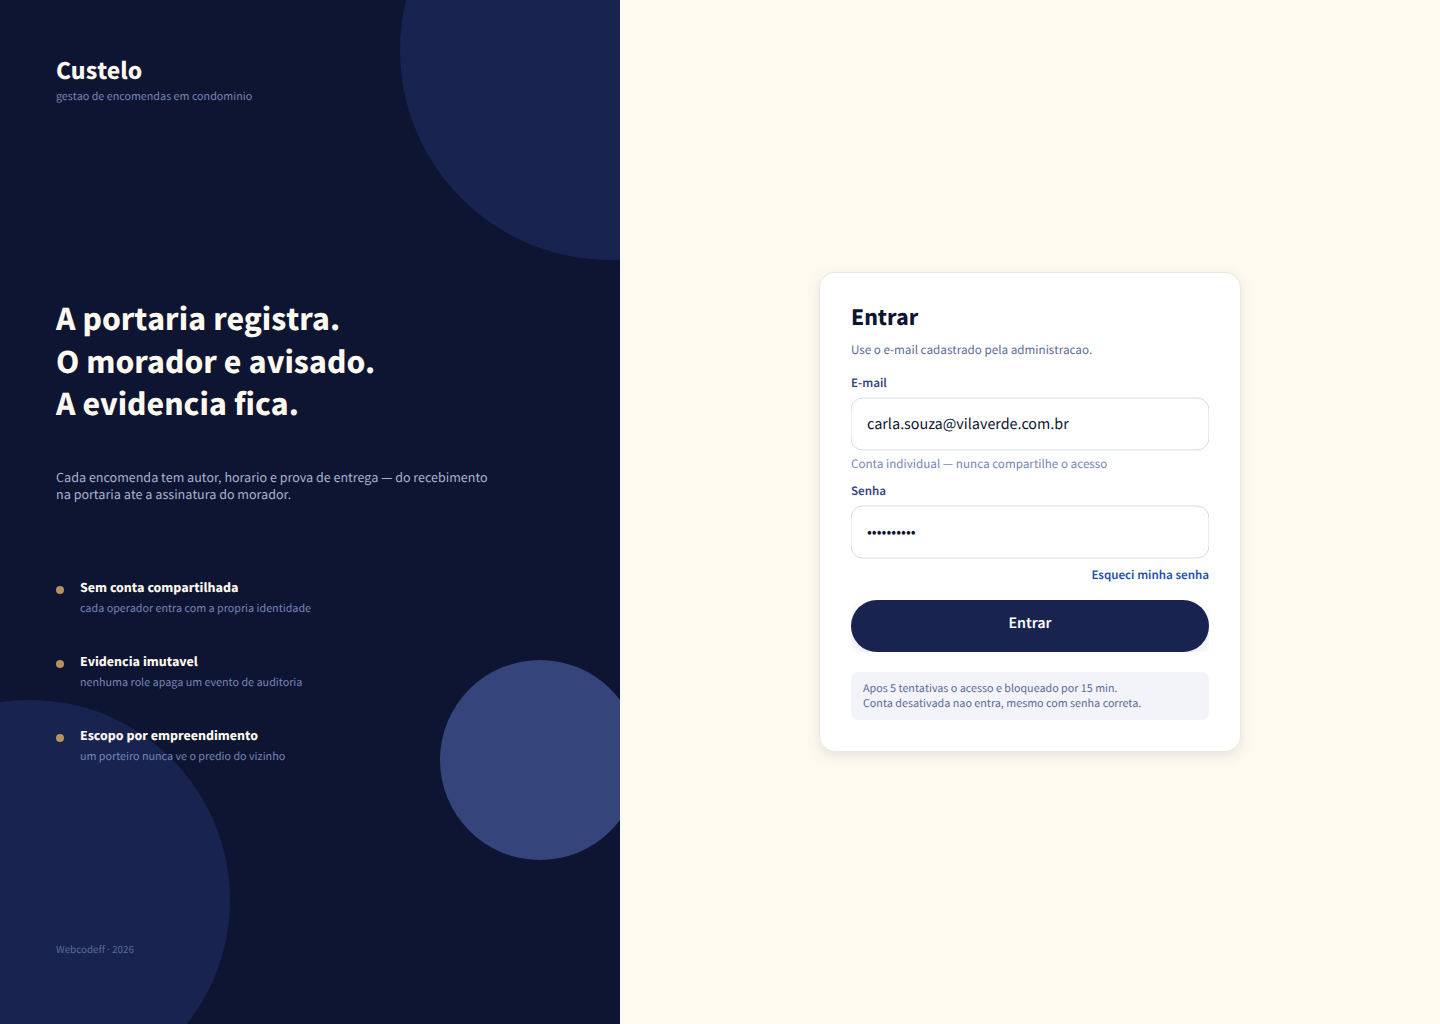 Custelo
gestao de encomendas em condominio
A portaria registra.
O morador e avisado.
A evidencia fica.
Cada encomenda tem autor, horario e prova de entrega — do recebimento
na portaria ate a assinatura do morador.
Sem conta compartilhada
cada operador entra com a propria identidade
Evidencia imutavel
nenhuma role apaga um evento de auditoria
Escopo por empreendimento
um porteiro nunca ve o predio do vizinho
Webcodeff · 2026
Entrar
Use o e-mail cadastrado pela administracao.
E-mail
carla.souza@vilaverde.com.br
Conta individual — nunca compartilhe o acesso
Senha
••••••••••
Esqueci minha senha
Entrar
Apos 5 tentativas o acesso e bloqueado por 15 min.
Conta desativada nao entra, mesmo com senha correta.